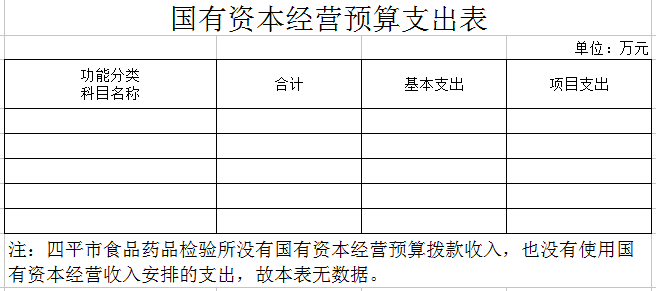 国有资本经营预算支出表
单位：万元
功能分类
科目名称
合计
基本支出
项目支出
注：四平市食品药品检验所没有国有资本经营预算拨款收入，也没有使用国
有资本经营收入安排的支出，故本表无数据。